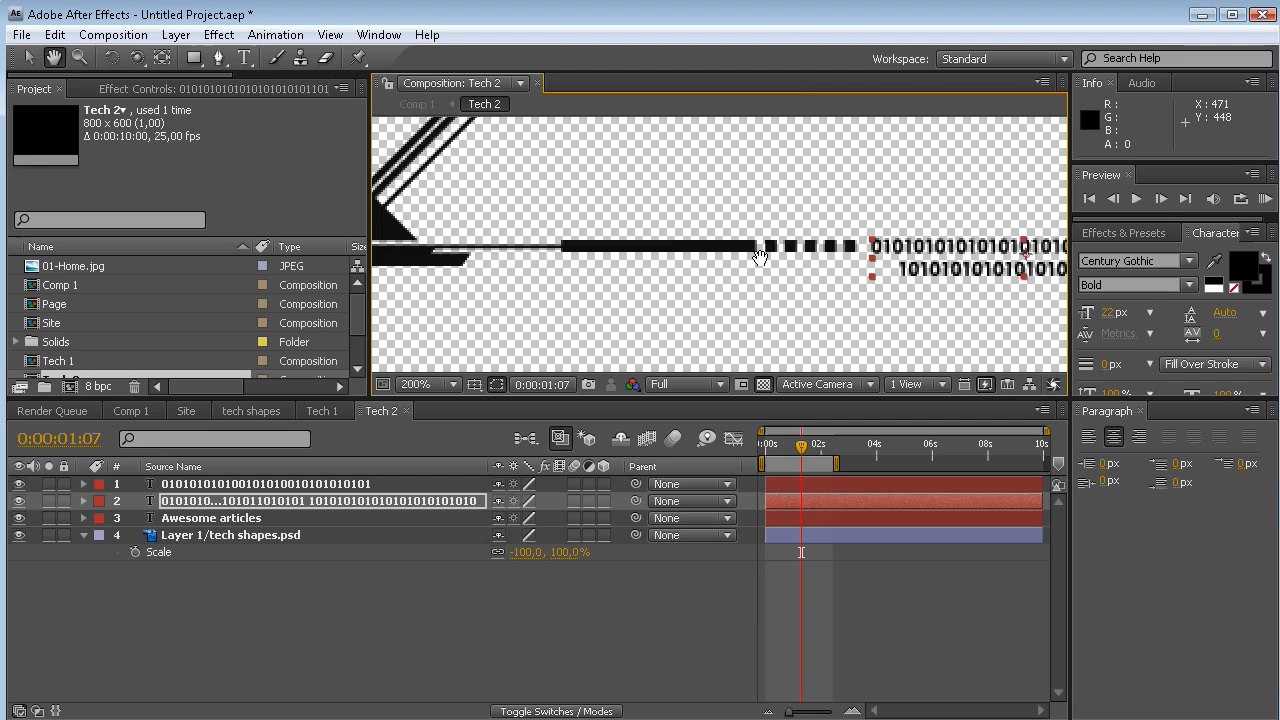 Adobe After Effects - Untitled Project.aep *
File Edit Composition Layer Effect Animation View Window Help
Workspace: Standard Search Help
Project Effect Controls: 0101010101010101010101101
Composition: Tech 2
Info Audio
Comp 1 Tech 2
Tech 2▾, used 1 time
800 x 600 (1,00)
Δ 0:00:10:00, 25,00 fps
R: X: 471
G: Y: 448
B:
A: 0
Preview
Effects & Presets Character
Century Gothic
Bold
22 px Auto
Metrics 0
0 px Fill Over Stroke
Name Type Size
01-Home.jpg JPEG
Comp 1 Composition
Page Composition
Site Composition
Solids Folder
Tech 1 Composition
8 bpc
200% 0:00:01:07 Full Active Camera 1 View
Render Queue Comp 1 Site tech shapes Tech 1 Tech 2
Paragraph
0:00:01:07
:00s 02s 04s 06s 08s 10s
# Source Name Parent
1 None
2 None
3 Awesome articles None
4 Layer 1/tech shapes.psd None
Scale -100,0, 100,0%
0 px 0 px 0 px
0 px 0 px
Toggle Switches / Modes